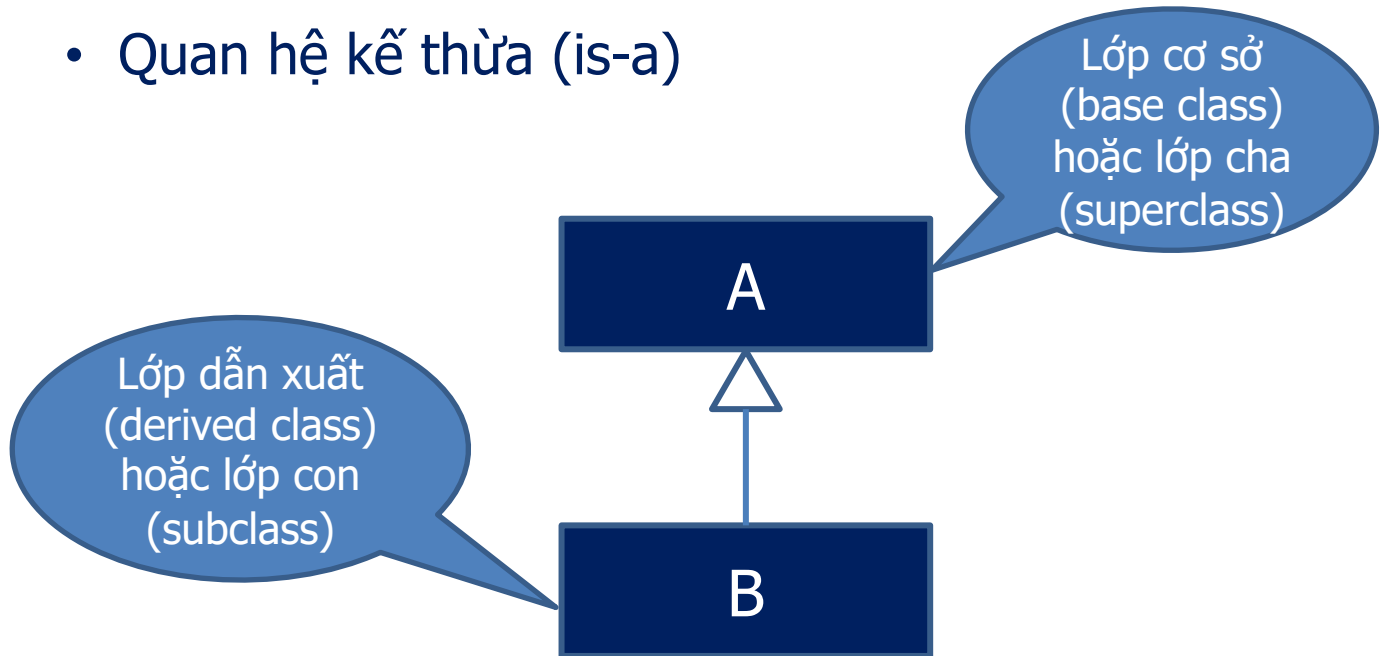 • Quan hệ kế thừa (is-a)
Lớp cơ sở
(base class)
hoặc lớp cha
(superclass)
A
Lớp dẫn xuất
(derived class)
hoặc lớp con
(subclass)
B